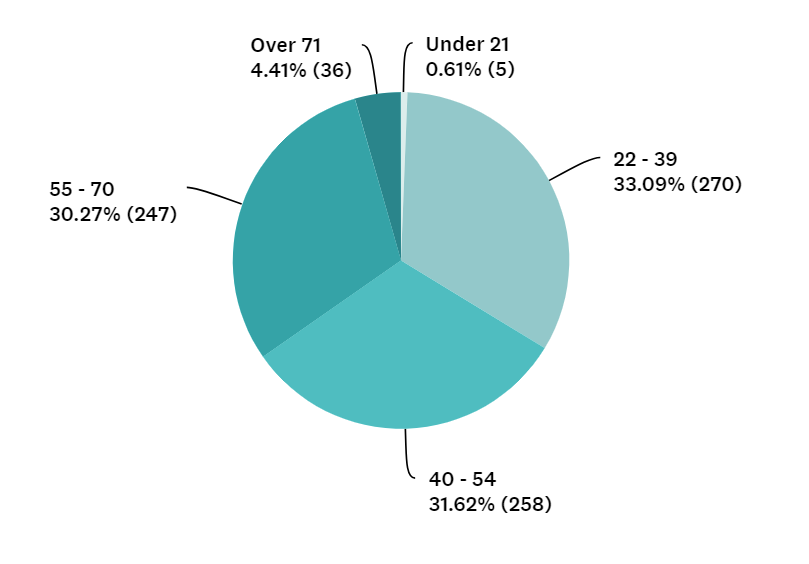 Over 71
4.41% (36)
Under 21
0.61% (5)
22 - 39
33.09% (270)
55 - 70
30.27% (247)
40 - 54
31.62% (258)